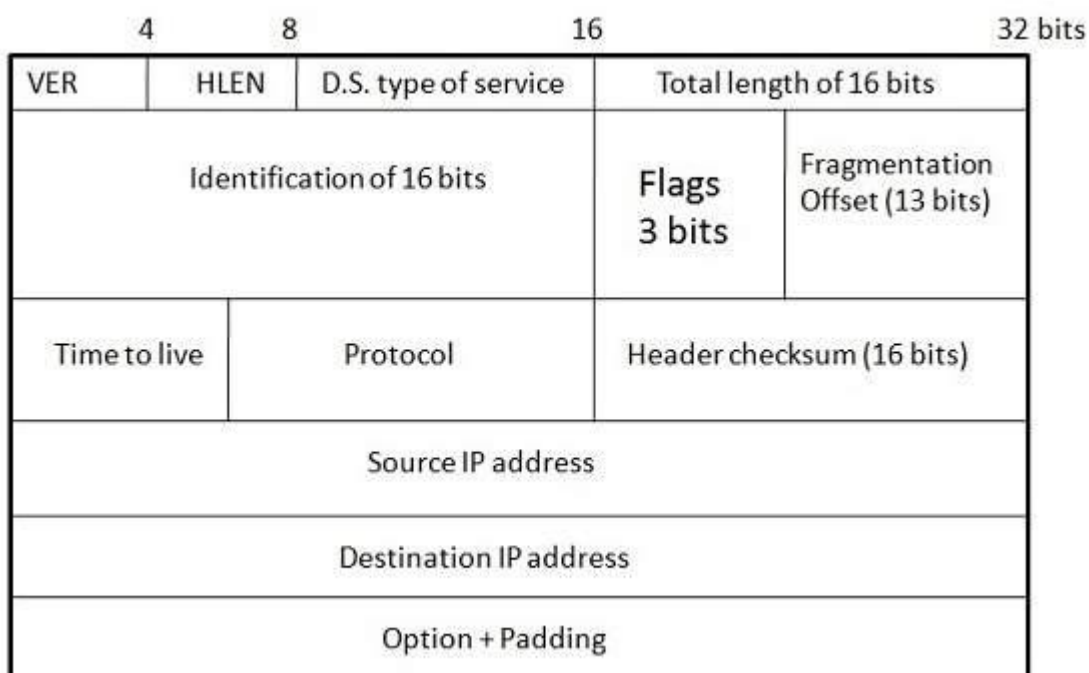 4 8 16 32 bits
VER HLEN D.S. type of service Total length of 16 bits
Identification of 16 bits
Flags
3 bits
Fragmentation
Offset (13 bits)
Time to live Protocol Header checksum (16 bits)
Source IP address
Destination IP address
Option + Padding